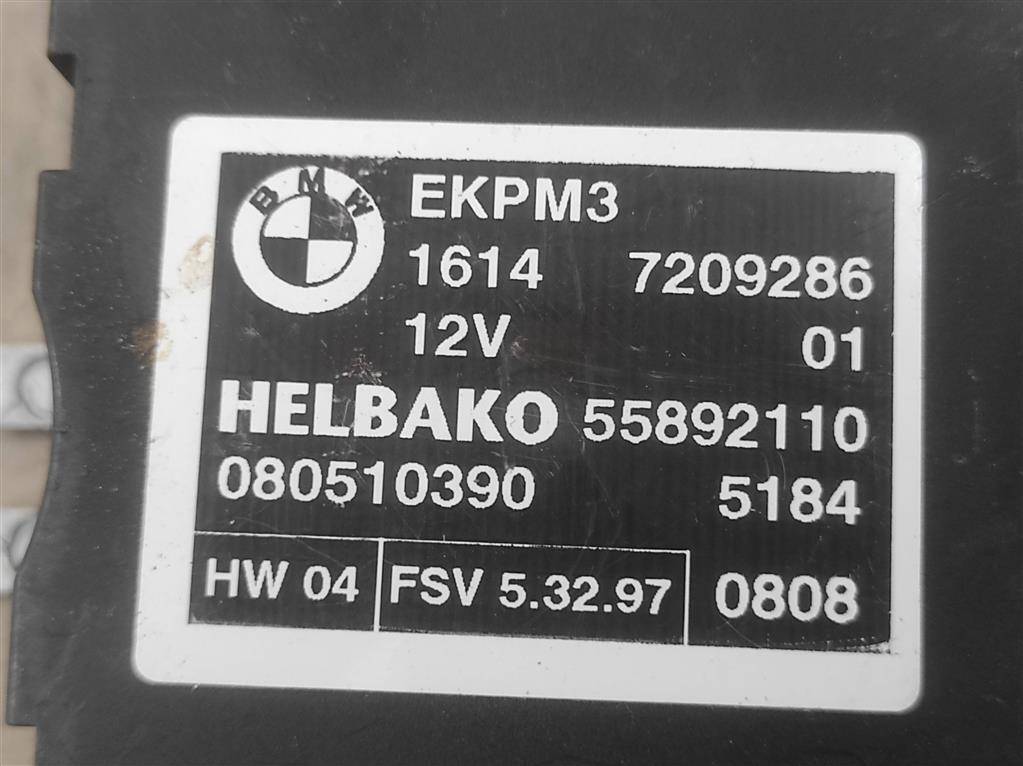 BMW EKPM3
1614 7209286
12V 01
HELBAKO 55892110
080510390 5184
HW 04 FSV 5.32.97 0808